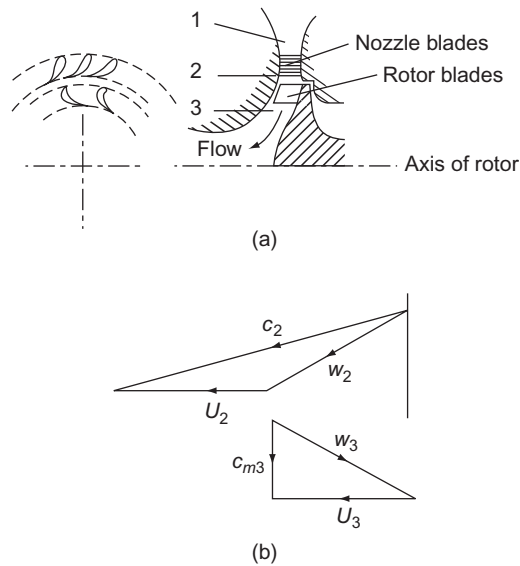 1
Nozzle blades
2
Rotor blades
3
Flow
Axis of rotor
(a)
c2
w2
U2
w3
cm3
U3
(b)